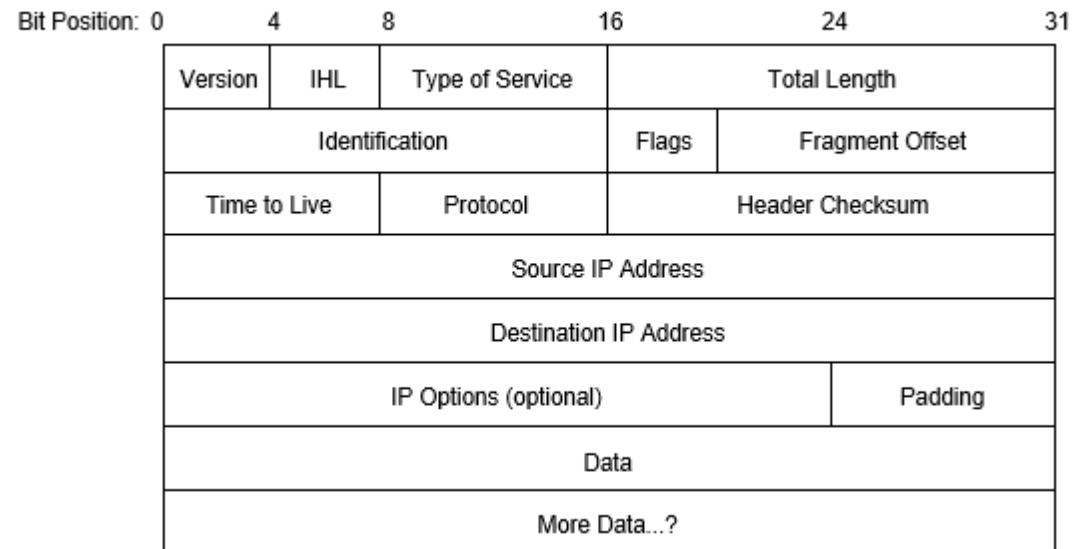 Bit Position: 0 4 8 16 24 31
Version IHL Type of Service Total Length
Identification Flags Fragment Offset
Time to Live Protocol Header Checksum
Source IP Address
Destination IP Address
IP Options (optional) Padding
Data
More Data...?